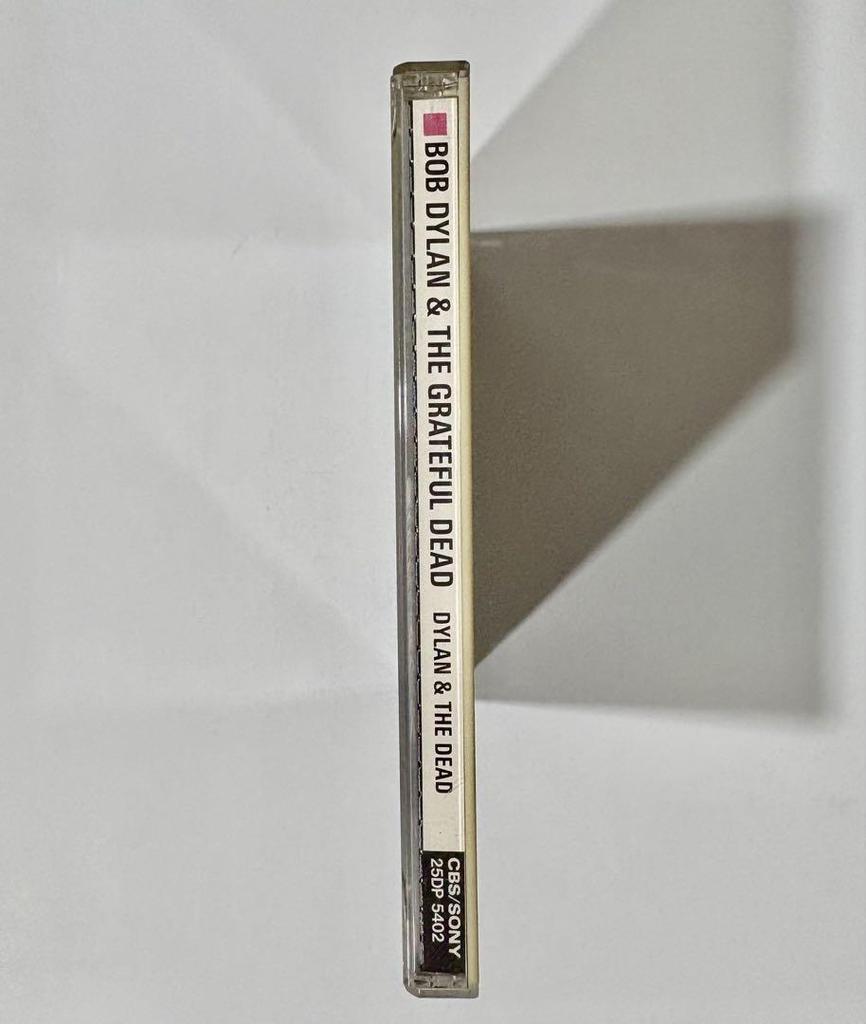 BOB DYLAN & THE GRATEFUL DEAD DYLAN & THE DEAD
CBS/SONY
25DP 5402